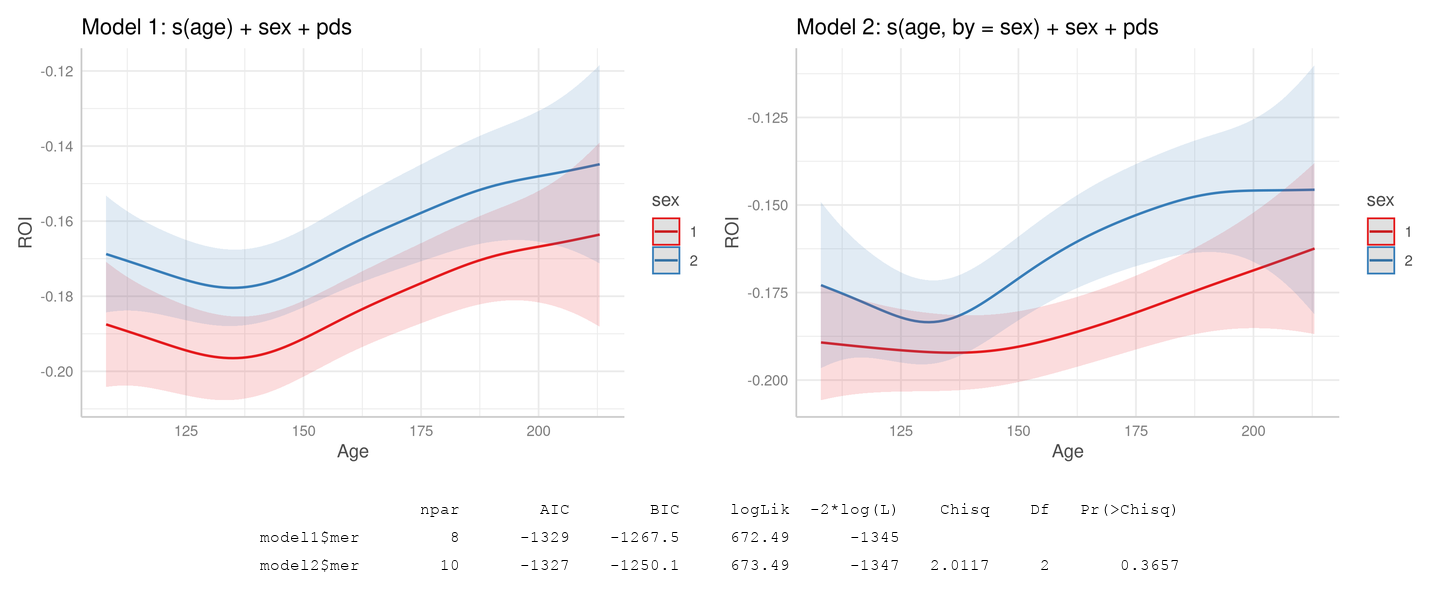 Model 1: s(age) + sex + pds
-0.12
-0.14
-0.16
-0.18
-0.20
ROI
125 150 175 200
Age
sex
1
2
Model 2: s(age, by = sex) + sex + pds
-0.125
-0.150
-0.175
-0.200
ROI
125 150 175 200
Age
sex
1
2
npar AIC BIC logLik -2*log(L) Chisq Df Pr(>Chisq)
model1$mer 8 -1329 -1267.5 672.49 -1345
model2$mer 10 -1327 -1250.1 673.49 -1347 2.0117 2 0.3657